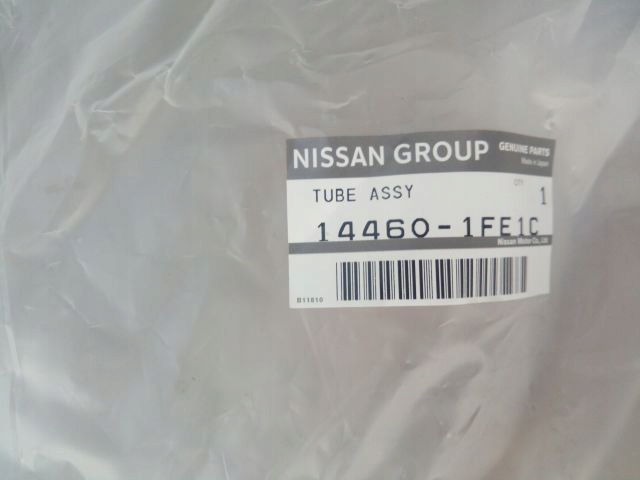 NISSAN GROUP GENUINE PARTS
Made in Japan
TUBE ASSY QTY 1
14460-1FE1C
Nissan Motor Co., Ltd.
B11810